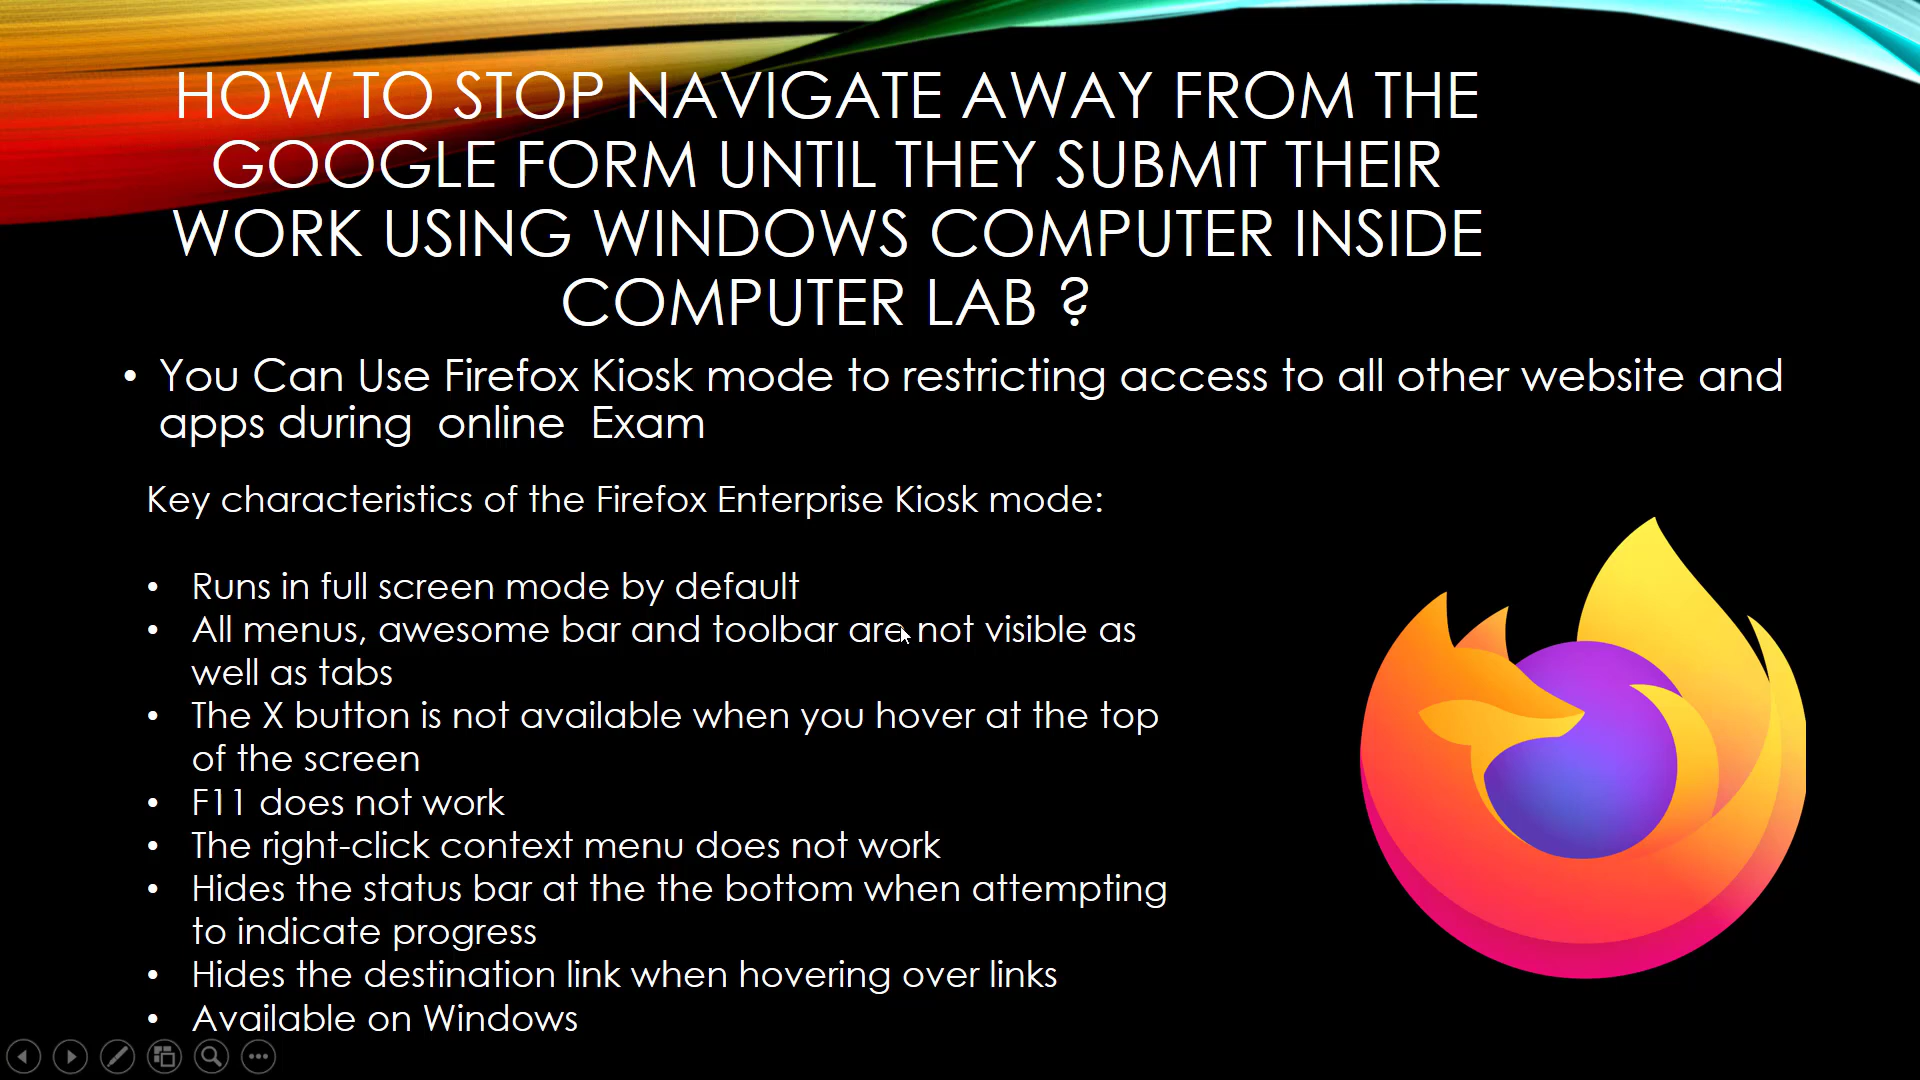 HOW TO STOP NAVIGATE AWAY FROM THE
GOOGLE FORM UNTIL THEY SUBMIT THEIR
WORK USING WINDOWS COMPUTER INSIDE
COMPUTER LAB ?
• You Can Use Firefox Kiosk mode to restricting access to all other website and
apps during online Exam
Key characteristics of the Firefox Enterprise Kiosk mode:
• Runs in full screen mode by default
• All menus, awesome bar and toolbar are not visible as
well as tabs
• The X button is not available when you hover at the top
of the screen
• F11 does not work
• The right-click context menu does not work
• Hides the status bar at the the bottom when attempting
to indicate progress
• Hides the destination link when hovering over links
• Available on Windows